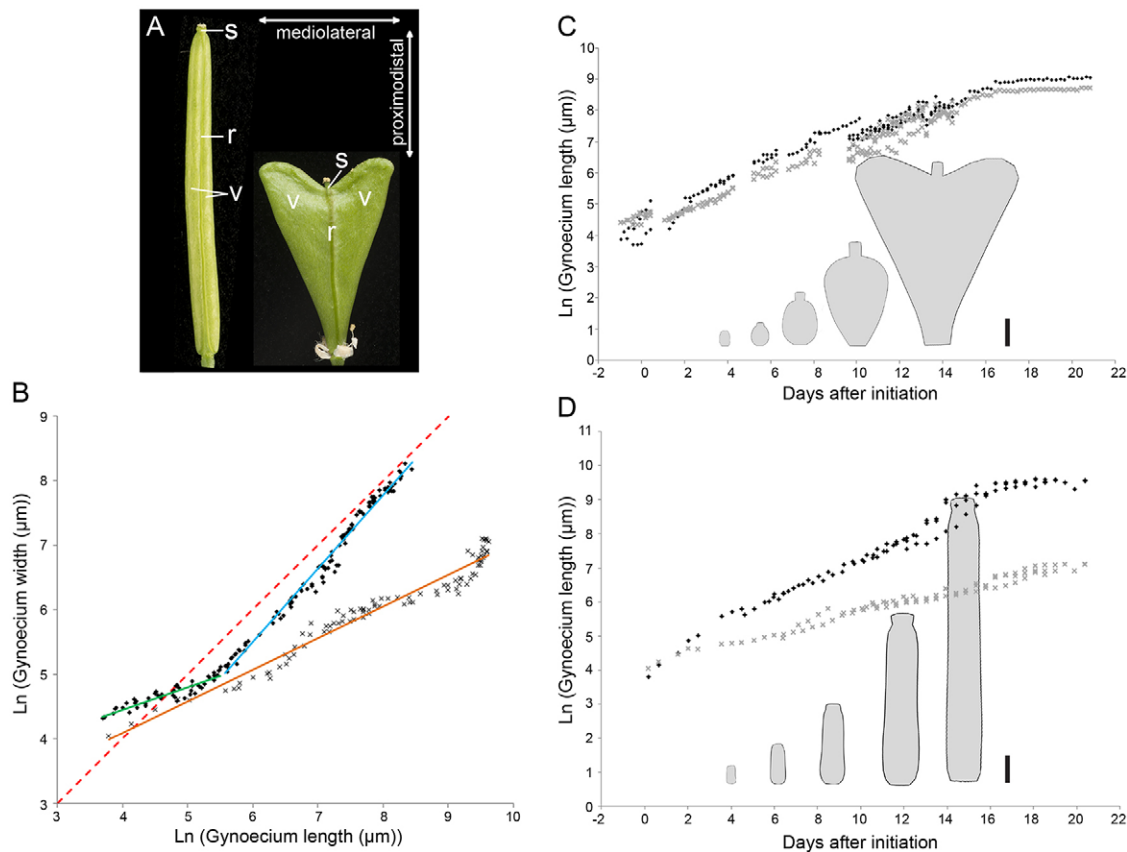 A
s
mediolateral
proximodistal
r
v
s
v
v
r
B
9
8
7
6
5
4
3
Ln (Gynoecium width (µm))
3 4 5 6 7 8 9 10
Ln (Gynoecium length (µm))
C
10
9
8
7
6
5
4
3
2
1
0
Ln (Gynoecium length (µm))
-2 0 2 4 6 8 10 12 14 16 18 20 22
Days after initiation
D
11
10
9
8
7
6
5
4
3
2
1
0
Ln (Gynoecium length (µm))
-2 0 2 4 6 8 10 12 14 16 18 20 22
Days after initiation